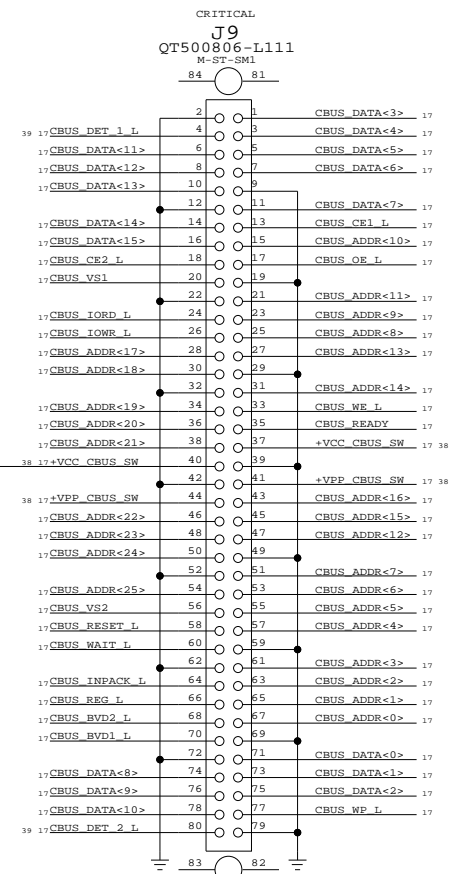 CRITICAL
J9
QT500806-L111
M-ST-SM1
84 81
2 1 CBUS_DATA<3> 17
39 17 CBUS_DET_1_L 4 3 CBUS_DATA<4> 17
17 CBUS_DATA<11> 6 5 CBUS_DATA<5> 17
17 CBUS_DATA<12> 8 7 CBUS_DATA<6> 17
17 CBUS_DATA<13> 10 9
12 11 CBUS_DATA<7> 17
17 CBUS_DATA<14> 14 13 CBUS_CE1_L 17
17 CBUS_DATA<15> 16 15 CBUS_ADDR<10> 17
17 CBUS_CE2_L 18 17 CBUS_OE_L 17
17 CBUS_VS1 20 19
22 21 CBUS_ADDR<11> 17
17 CBUS_IORD_L 24 23 CBUS_ADDR<9> 17
17 CBUS_IOWR_L 26 25 CBUS_ADDR<8> 17
17 CBUS_ADDR<17> 28 27 CBUS_ADDR<13> 17
17 CBUS_ADDR<18> 30 29
32 31 CBUS_ADDR<14> 17
17 CBUS_ADDR<19> 34 33 CBUS_WE_L 17
17 CBUS_ADDR<20> 36 35 CBUS_READY 17
17 CBUS_ADDR<21> 38 37 +VCC_CBUS_SW 17 38
38 17 +VCC_CBUS_SW 40 39
42 41 +VPP_CBUS_SW 17 38
38 17 +VPP_CBUS_SW 44 43 CBUS_ADDR<16> 17
17 CBUS_ADDR<22> 46 45 CBUS_ADDR<15> 17
17 CBUS_ADDR<23> 48 47 CBUS_ADDR<12> 17
17 CBUS_ADDR<24> 50 49
52 51 CBUS_ADDR<7> 17
17 CBUS_ADDR<25> 54 53 CBUS_ADDR<6> 17
17 CBUS_VS2 56 55 CBUS_ADDR<5> 17
17 CBUS_RESET_L 58 57 CBUS_ADDR<4> 17
17 CBUS_WAIT_L 60 59
62 61 CBUS_ADDR<3> 17
17 CBUS_INPACK_L 64 63 CBUS_ADDR<2> 17
17 CBUS_REG_L 66 65 CBUS_ADDR<1> 17
17 CBUS_BVD2_L 68 67 CBUS_ADDR<0> 17
17 CBUS_BVD1_L 70 69
72 71 CBUS_DATA<0> 17
17 CBUS_DATA<8> 74 73 CBUS_DATA<1> 17
17 CBUS_DATA<9> 76 75 CBUS_DATA<2> 17
17 CBUS_DATA<10> 78 77 CBUS_WP_L 17
39 17 CBUS_DET_2_L 80 79
83 82